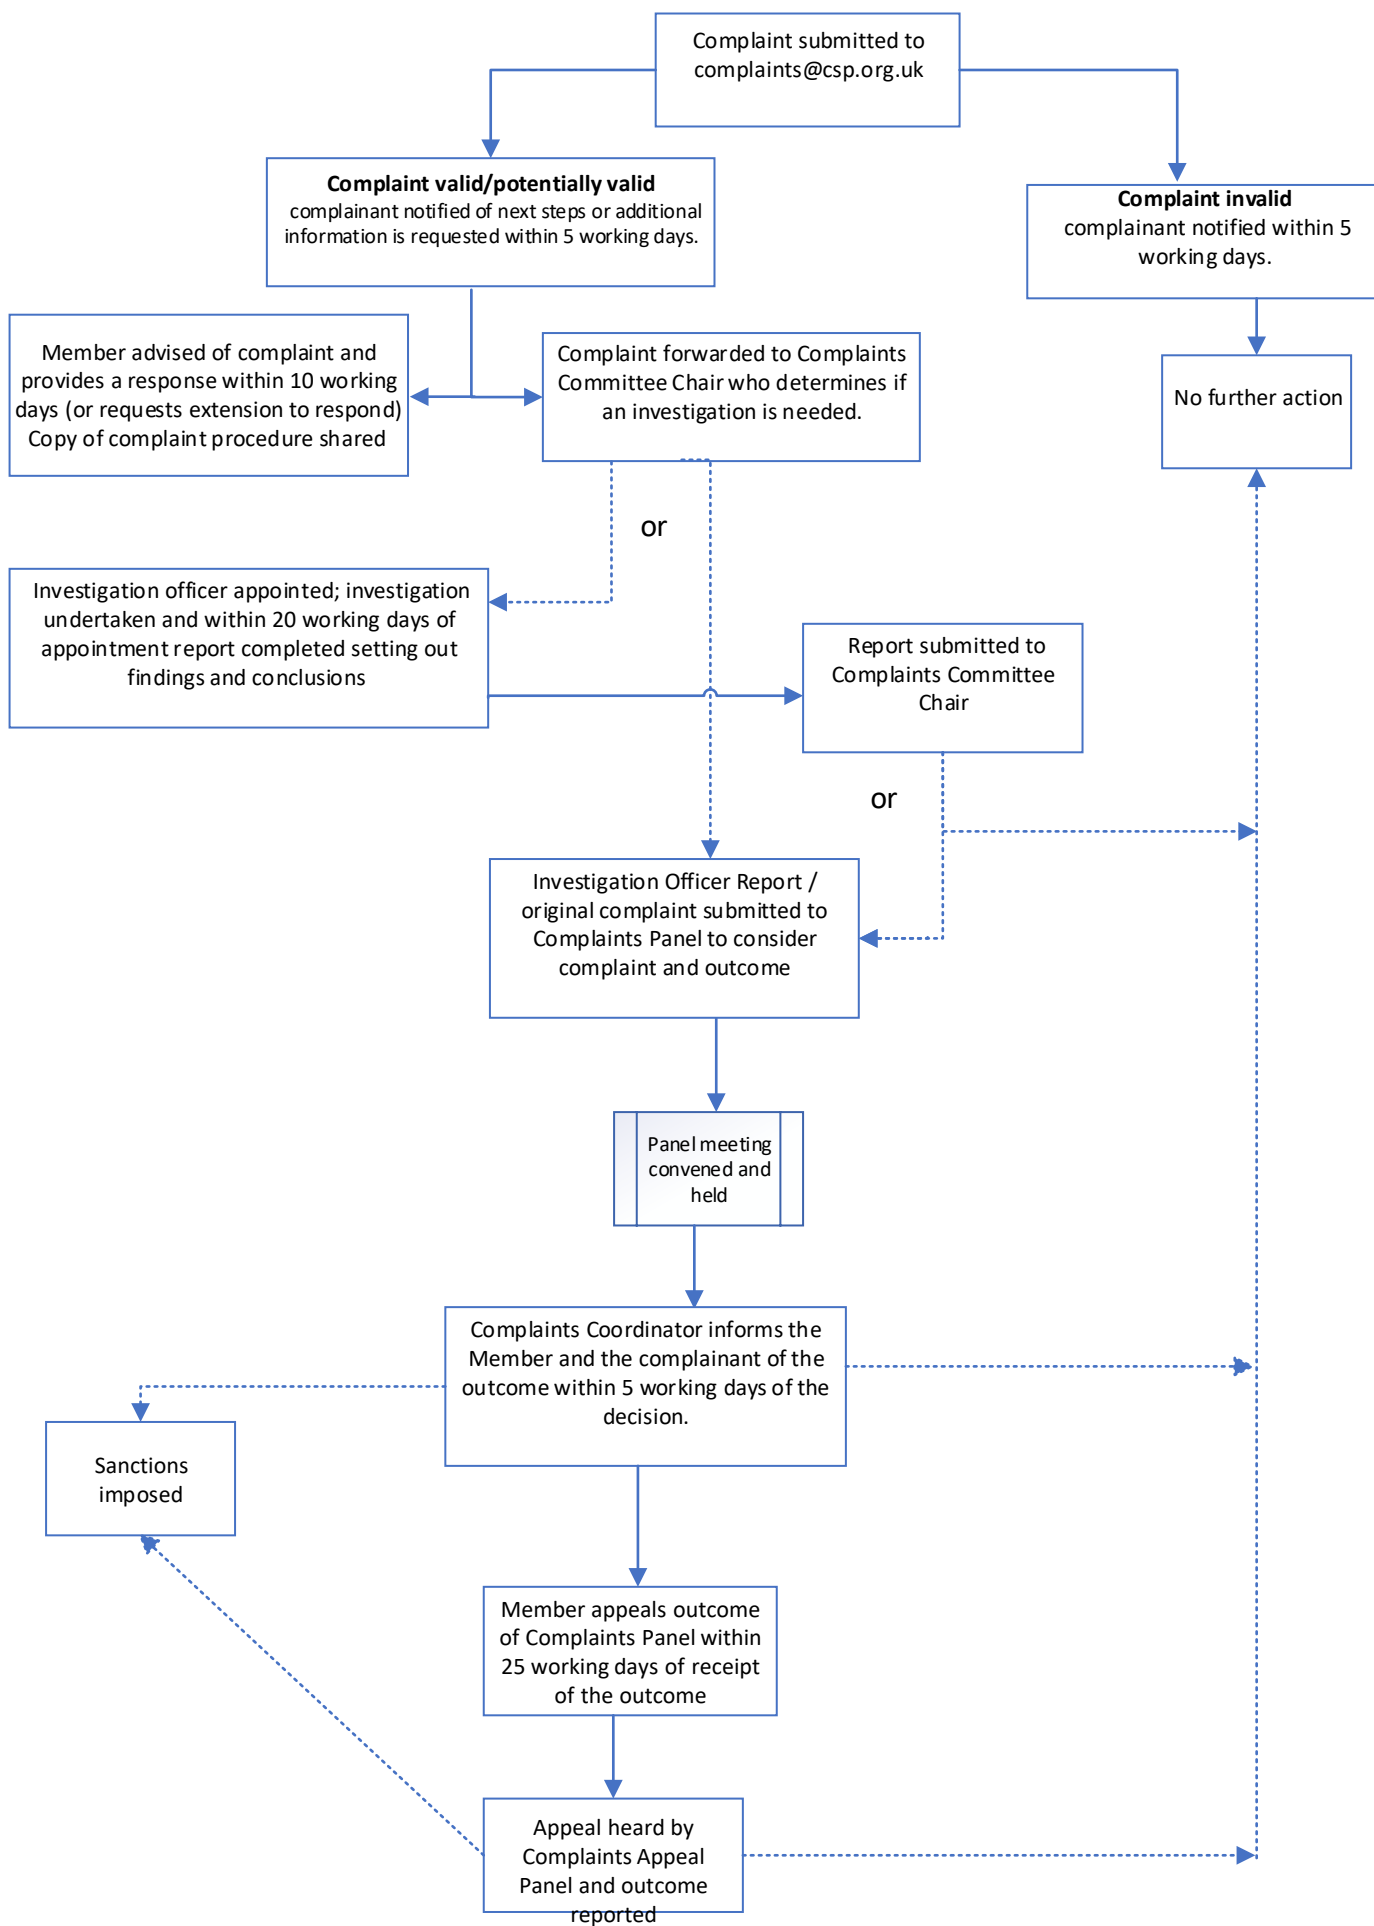 Complaint submitted to
complaints@csp.org.uk
Complaint valid/potentially valid
complainant notified of next steps or additional
information is requested within 5 working days.
Complaint invalid
complainant notified within 5
working days.
Member advised of complaint and
provides a response within 10 working
days (or requests extension to respond)
Copy of complaint procedure shared
Complaint forwarded to Complaints
Committee Chair who determines if
an investigation is needed.
No further action
or
Investigation officer appointed; investigation
undertaken and within 20 working days of
appointment report completed setting out
findings and conclusions
Report submitted to
Complaints Committee
Chair
or
Investigation Officer Report /
original complaint submitted to
Complaints Panel to consider
complaint and outcome
Panel meeting
convened and
held
Complaints Coordinator informs the
Member and the complainant of the
outcome within 5 working days of the
decision.
Sanctions
imposed
Member appeals outcome
of Complaints Panel within
25 working days of receipt
of the outcome
Appeal heard by
Complaints Appeal
Panel and outcome
reported